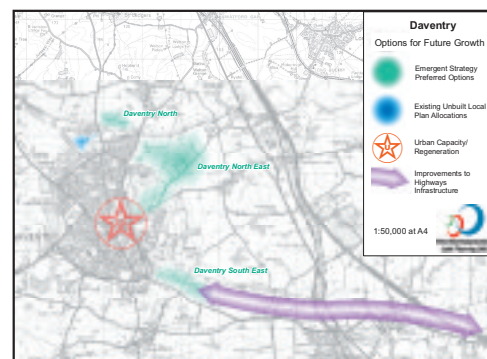 Daventry
Options for Future Growth
Emergent Strategy
Preferred Options
Existing Unbuilt Local
Plan Allocations
Urban Capacity/
Regeneration
Improvements to
Highways
Infrastructure
1:50,000 at A4
Daventry North
Daventry North East
Daventry South East